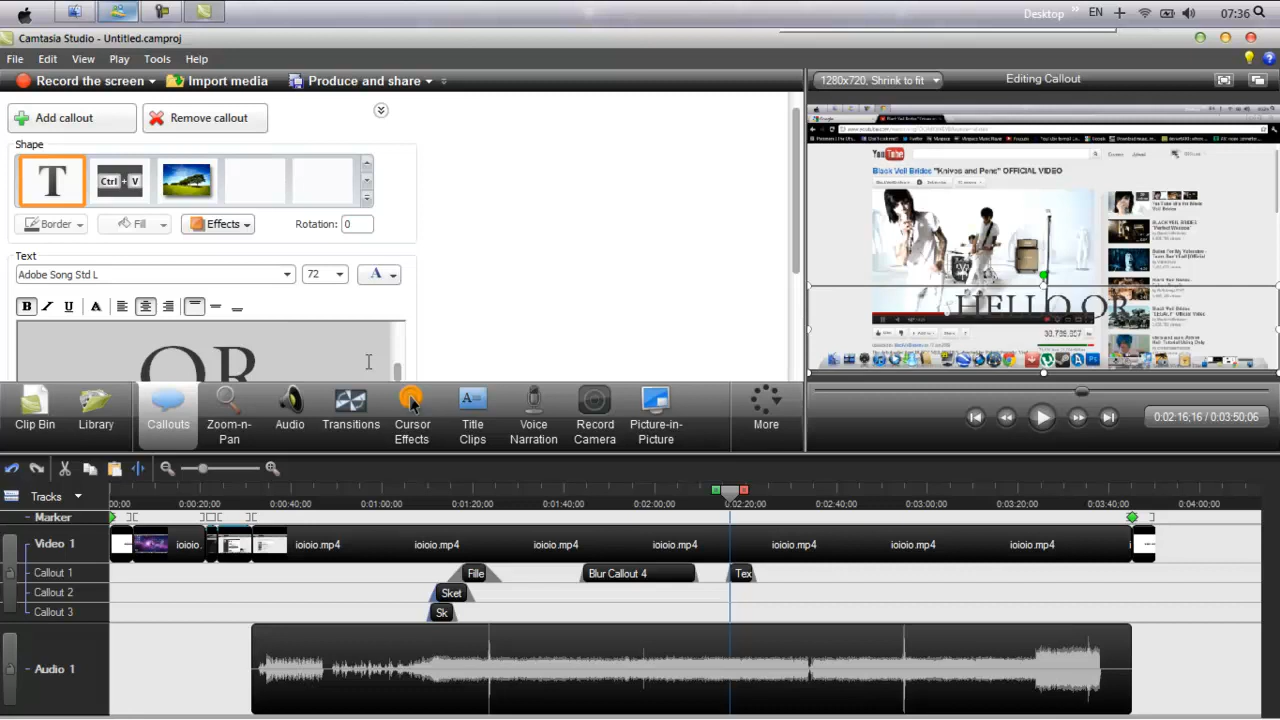 Desktop
EN
07:36
Camtasia Studio - Untitled.camproj
File Edit View Play Tools Help
Record the screen
Import media
Produce and share
1280x720, Shrink to fit
Editing Callout
Add callout
Remove callout
Shape
T
Ctrl + V
Border
Fill
Effects
Rotation: 0
Text
Adobe Song Std L
72
A
B I U A
OR
You Tube
Black Veil Brides "Knives and Pens" OFFICIAL VIDEO
HELLO OR
Clip Bin
Library
Callouts
Zoom-n-Pan
Audio
Transitions
Cursor Effects
Title Clips
Voice Narration
Record Camera
Picture-in-Picture
More
0:02:16,16 / 0:03:50,06
Tracks
00;00 0:00:20;00 0:00:40;00 0:01:00;00 0:01:20;00 0:01:40;00 0:02:00;00 0:02:20;00 0:02:40;00 0:03:00;00 0:03:20;00 0:03:40;00 0:04:00;00
Marker
Video 1
ioioio. ioioio.mp4 ioioio.mp4 ioioio.mp4 ioioio.mp4 ioioio.mp4 ioioio.mp4 ioioio.mp4
Callout 1
Fille
Blur Callout 4
Tex
Callout 2
Sket
Callout 3
Sk
Audio 1